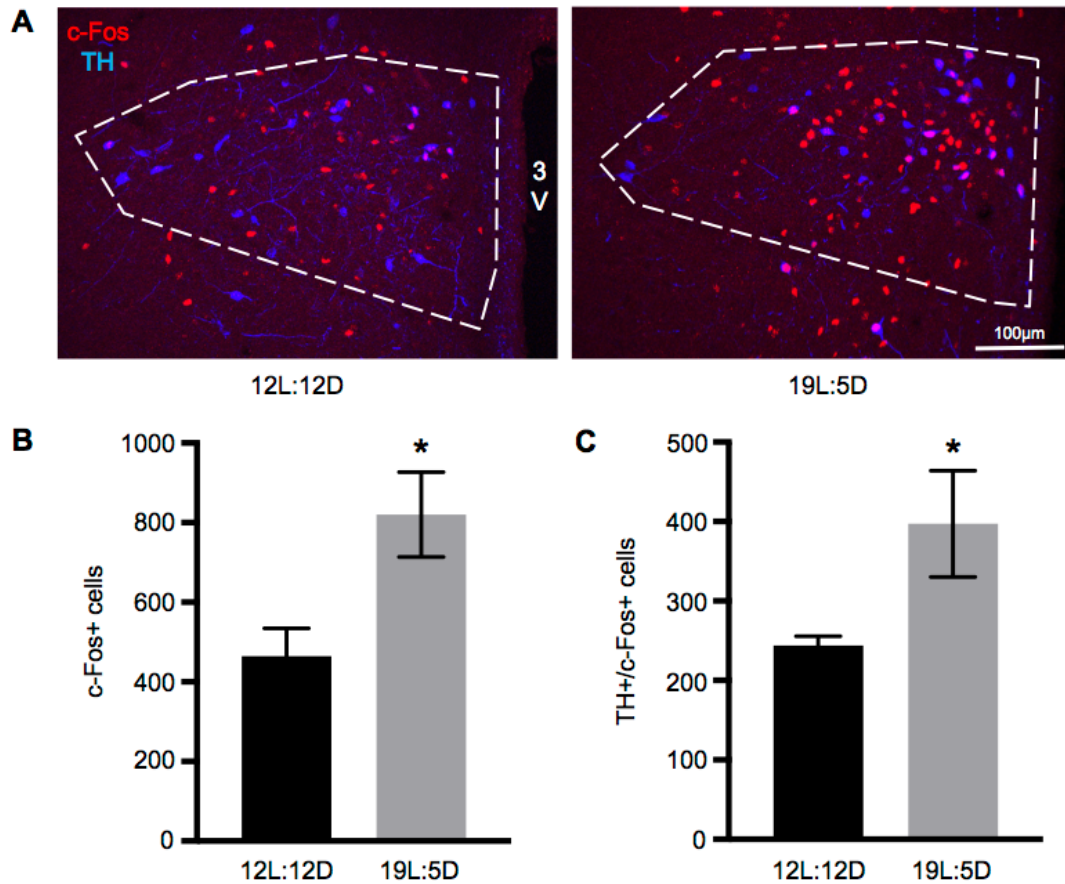 A
c-Fos
TH
3
V
100µm
12L:12D
19L:5D
B
c-Fos+ cells
1000
800
600
400
200
0
*
12L:12D
19L:5D
C
TH+/c-Fos+ cells
500
400
300
200
100
0
*
12L:12D
19L:5D